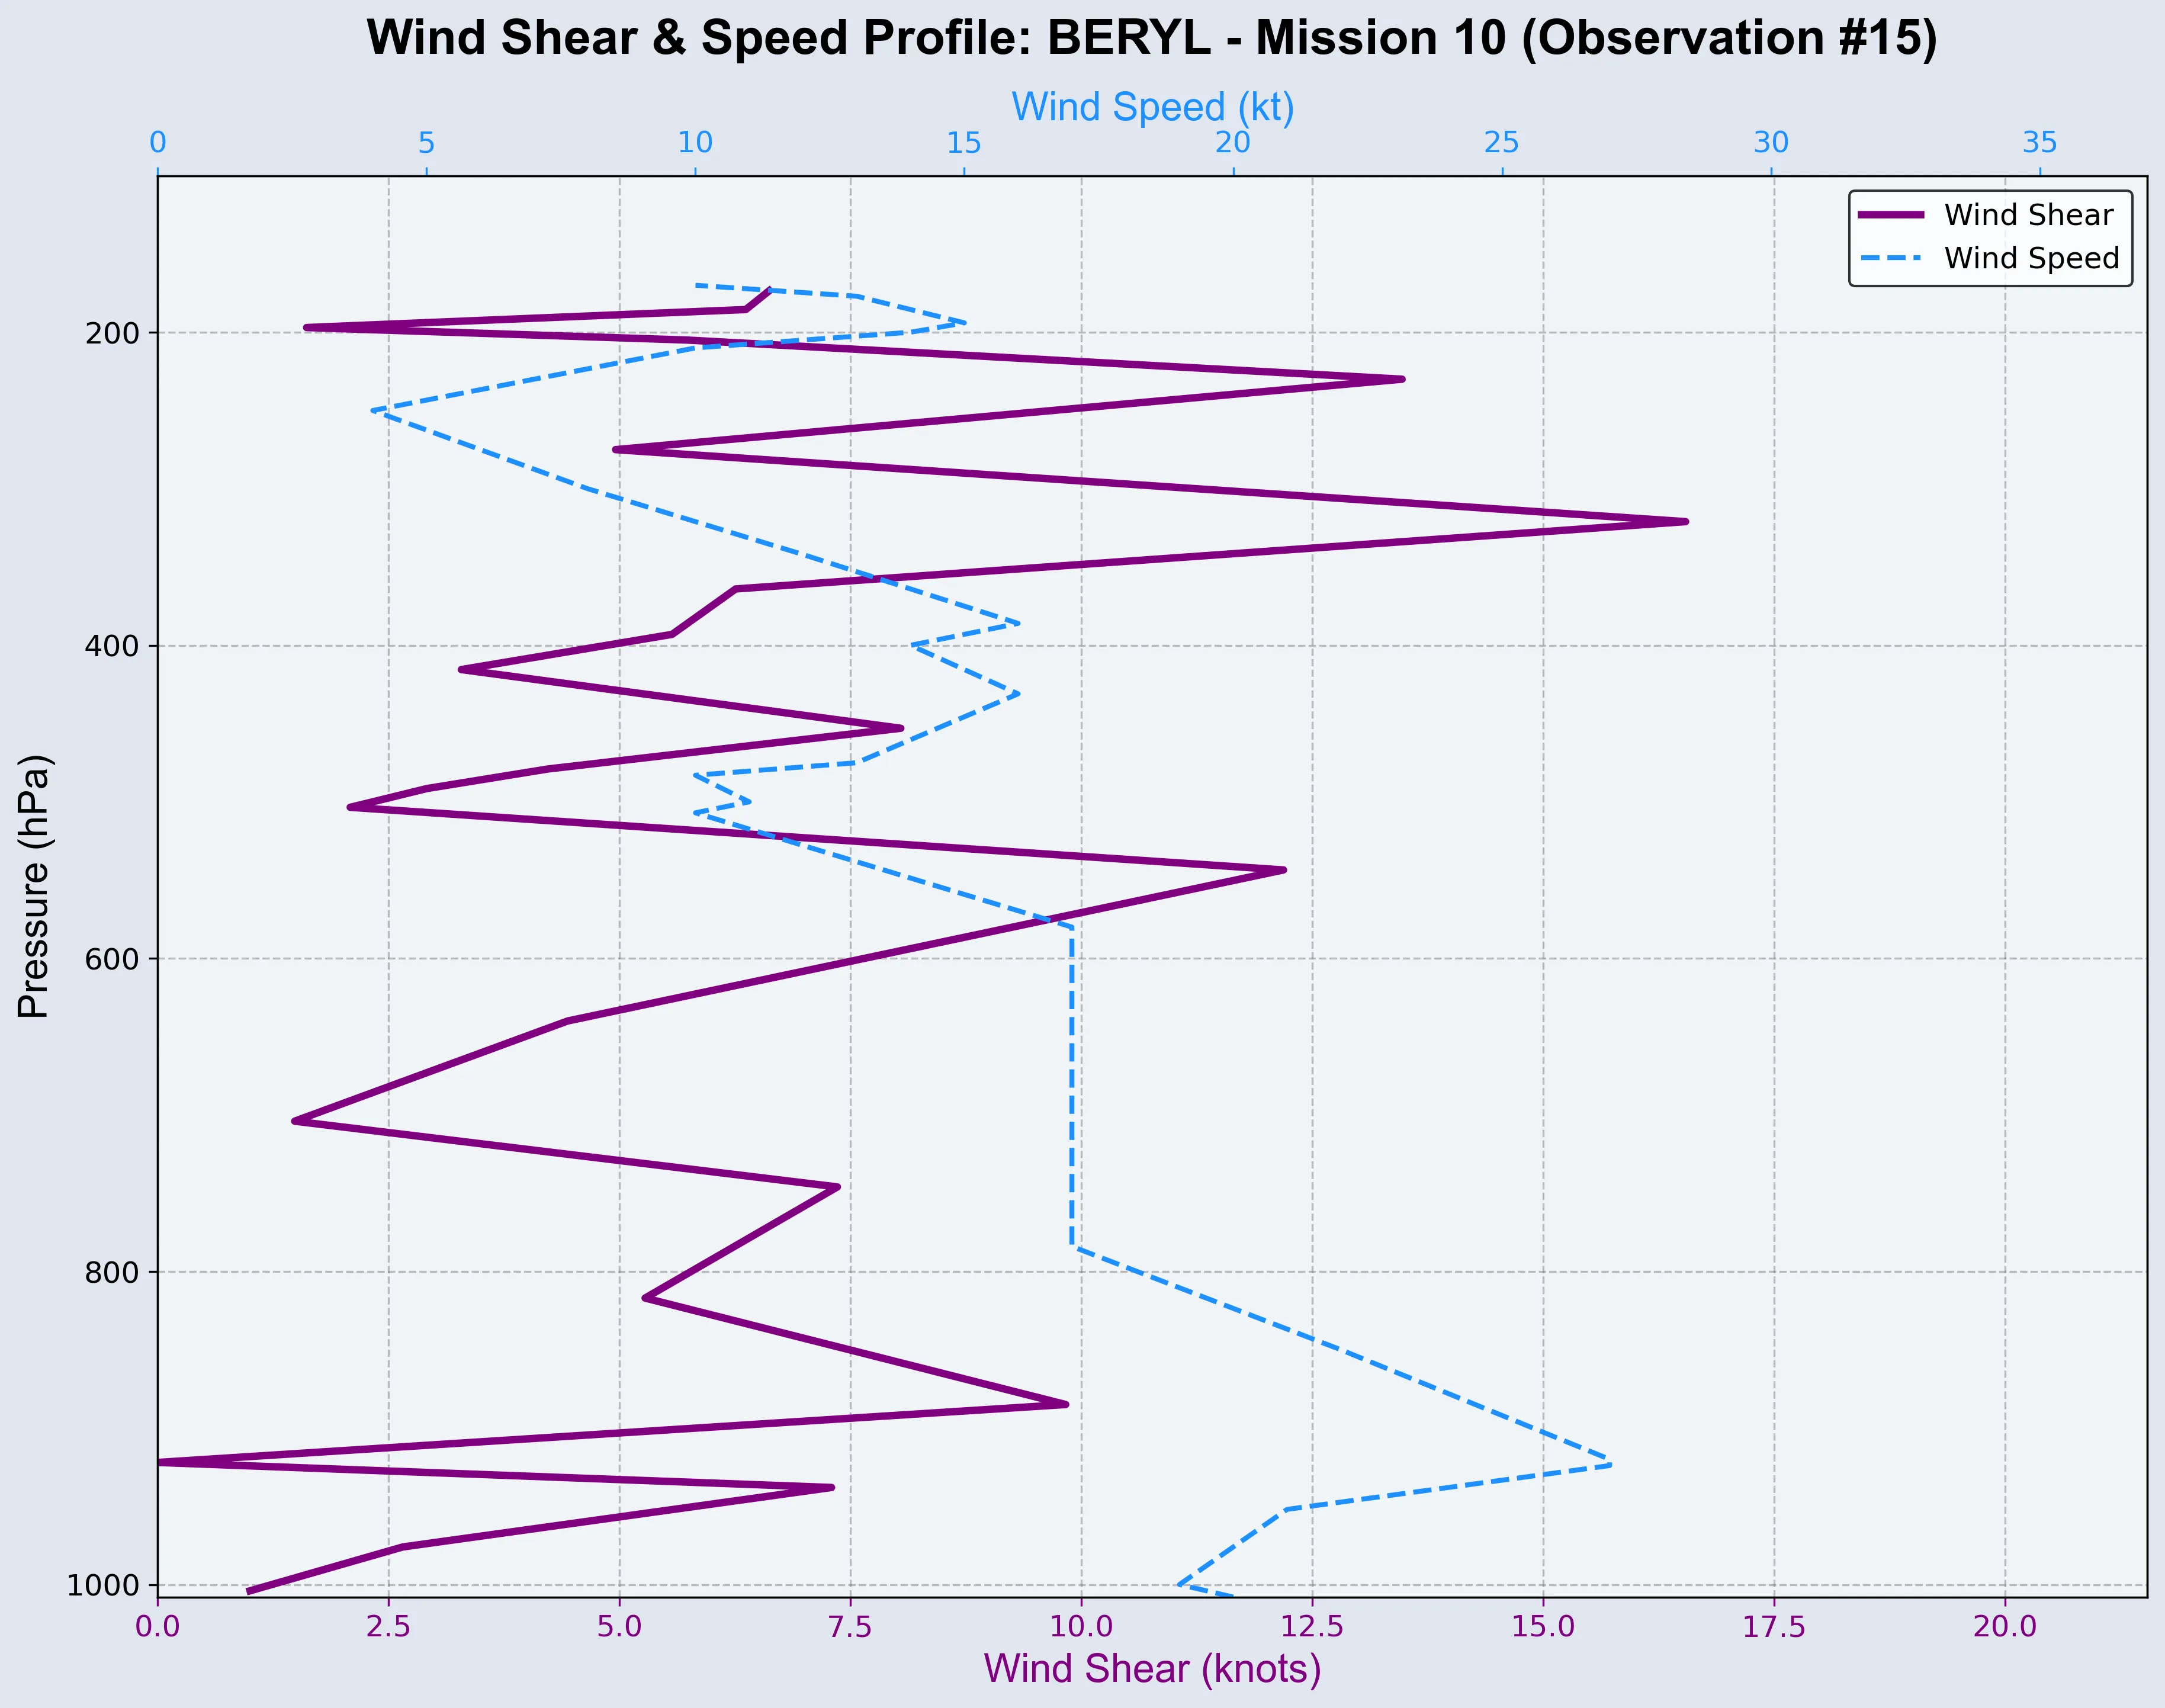 Wind Shear & Speed Profile: BERYL - Mission 10 (Observation #15)
Wind Speed (kt)
0 5 10 15 20 25 30 35
Wind Shear
Wind Speed
200
400
600
800
1000
Pressure (hPa)
0.0 2.5 5.0 7.5 10.0 12.5 15.0 17.5 20.0
Wind Shear (knots)